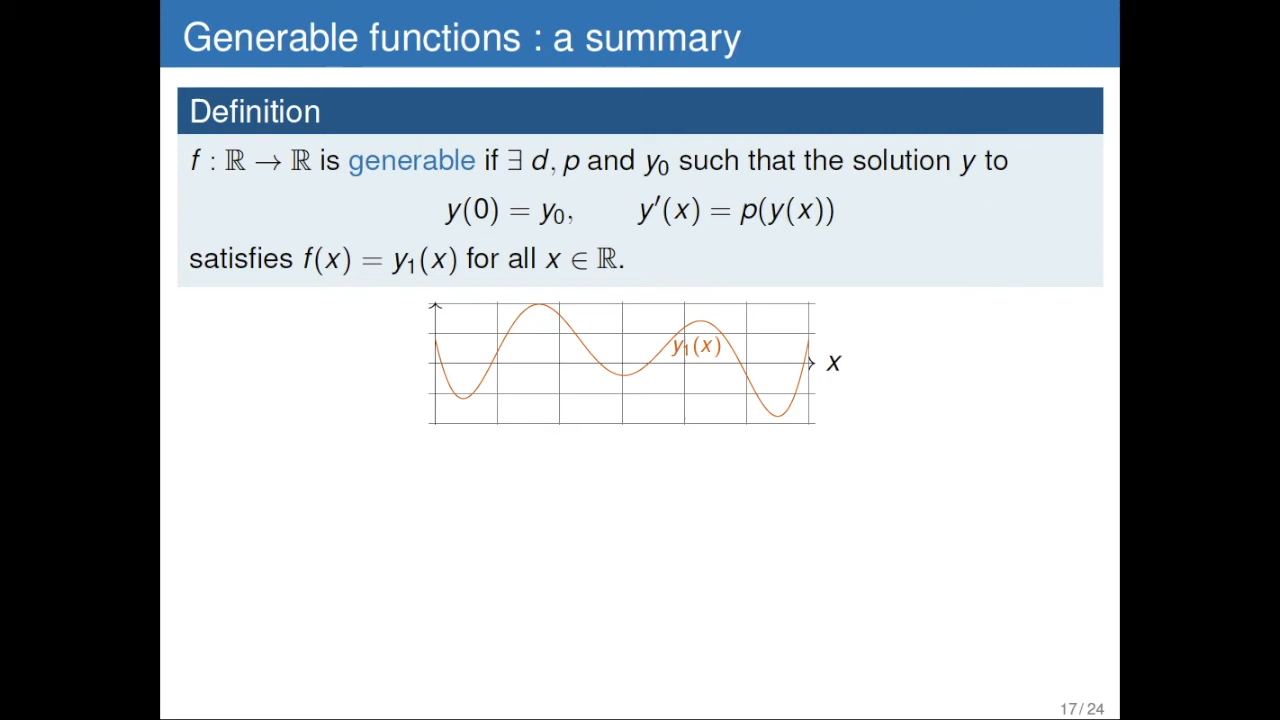 Generable functions : a summary
Definition
f : ℝ → ℝ is generable if ∃ d, p and y₀ such that the solution y to
y(0) = y₀, y′(x) = p(y(x))
satisfies f(x) = y₁(x) for all x ∈ ℝ.
y₁(x)
x
17 / 24